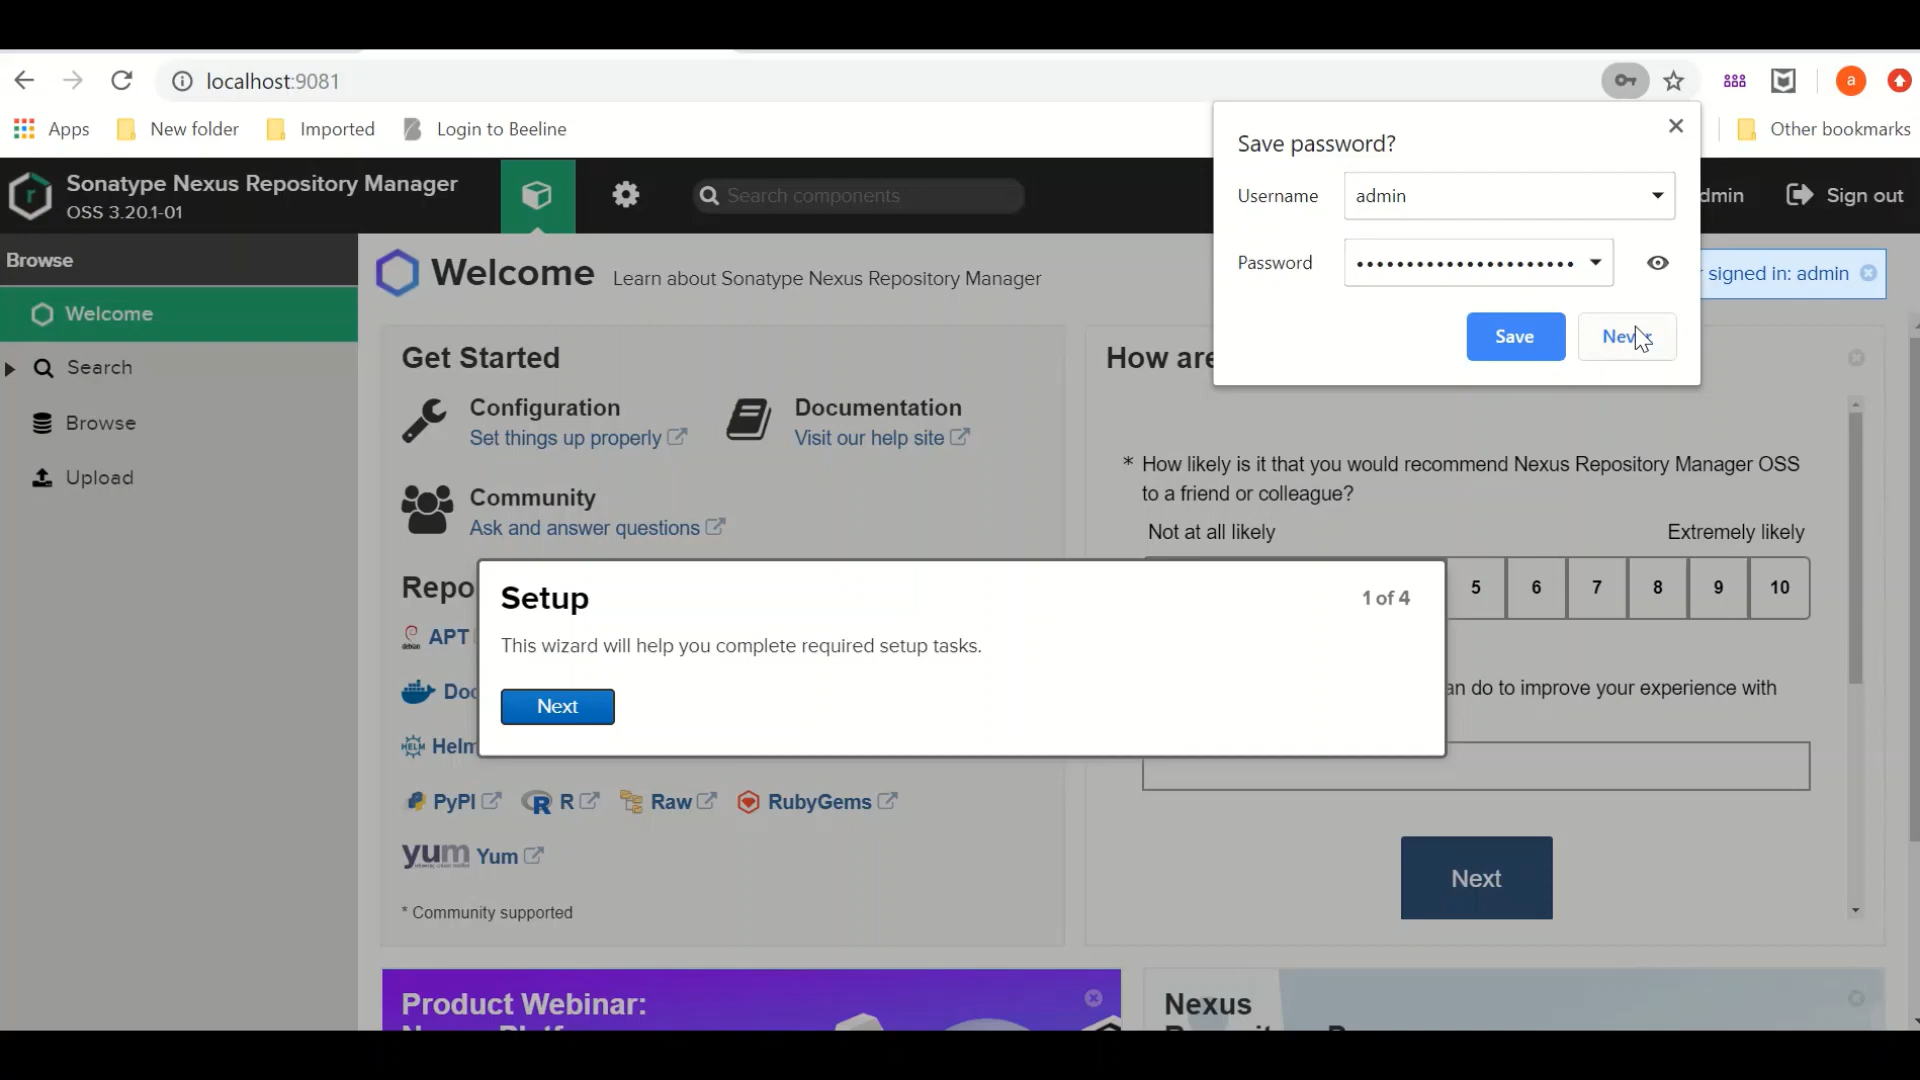 localhost:9081
a
Apps
New folder
Imported
Login to Beeline
Other bookmarks
Save password?
Username
admin
Password
Save
Sonatype Nexus Repository Manager
OSS 3.20.1-01
Search components
Sign out
Browse
Welcome
Search
Browse
Upload
Welcome
Learn about Sonatype Nexus Repository Manager
signed in: admin
Get Started
Configuration
Set things up properly
Documentation
Visit our help site
Community
Ask and answer questions
How are
* How likely is it that you would recommend Nexus Repository Manager OSS
to a friend or colleague?
Not at all likely
Extremely likely
5 6 7 8 9 10
Setup
1 of 4
This wizard will help you complete required setup tasks.
Next
an do to improve your experience with
APT
debian
HELM
PyPI
R R
Raw
RubyGems
yum Yum
* Community supported
Next
Product Webinar:
Nexus